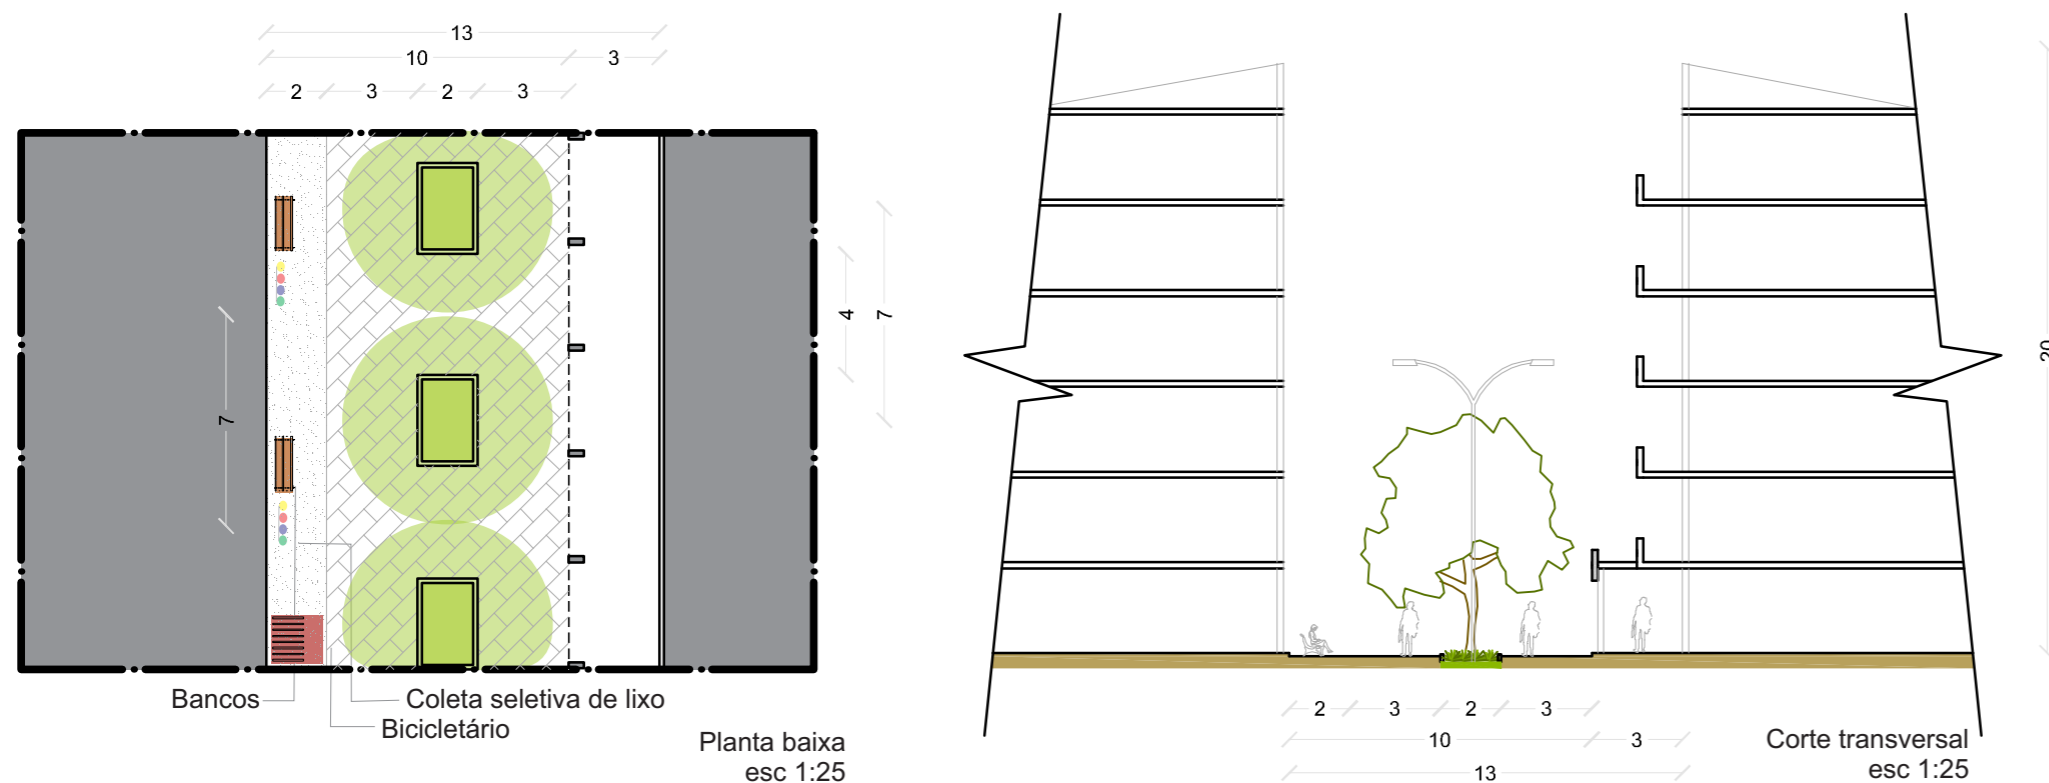 13
10 3
2 3 2 3
4
7
7
Bancos
Coleta seletiva de lixo
Bicicletário
Planta baixa
esc 1:25
20
2 3 2 3
10 3
13
Corte transversal
esc 1:25